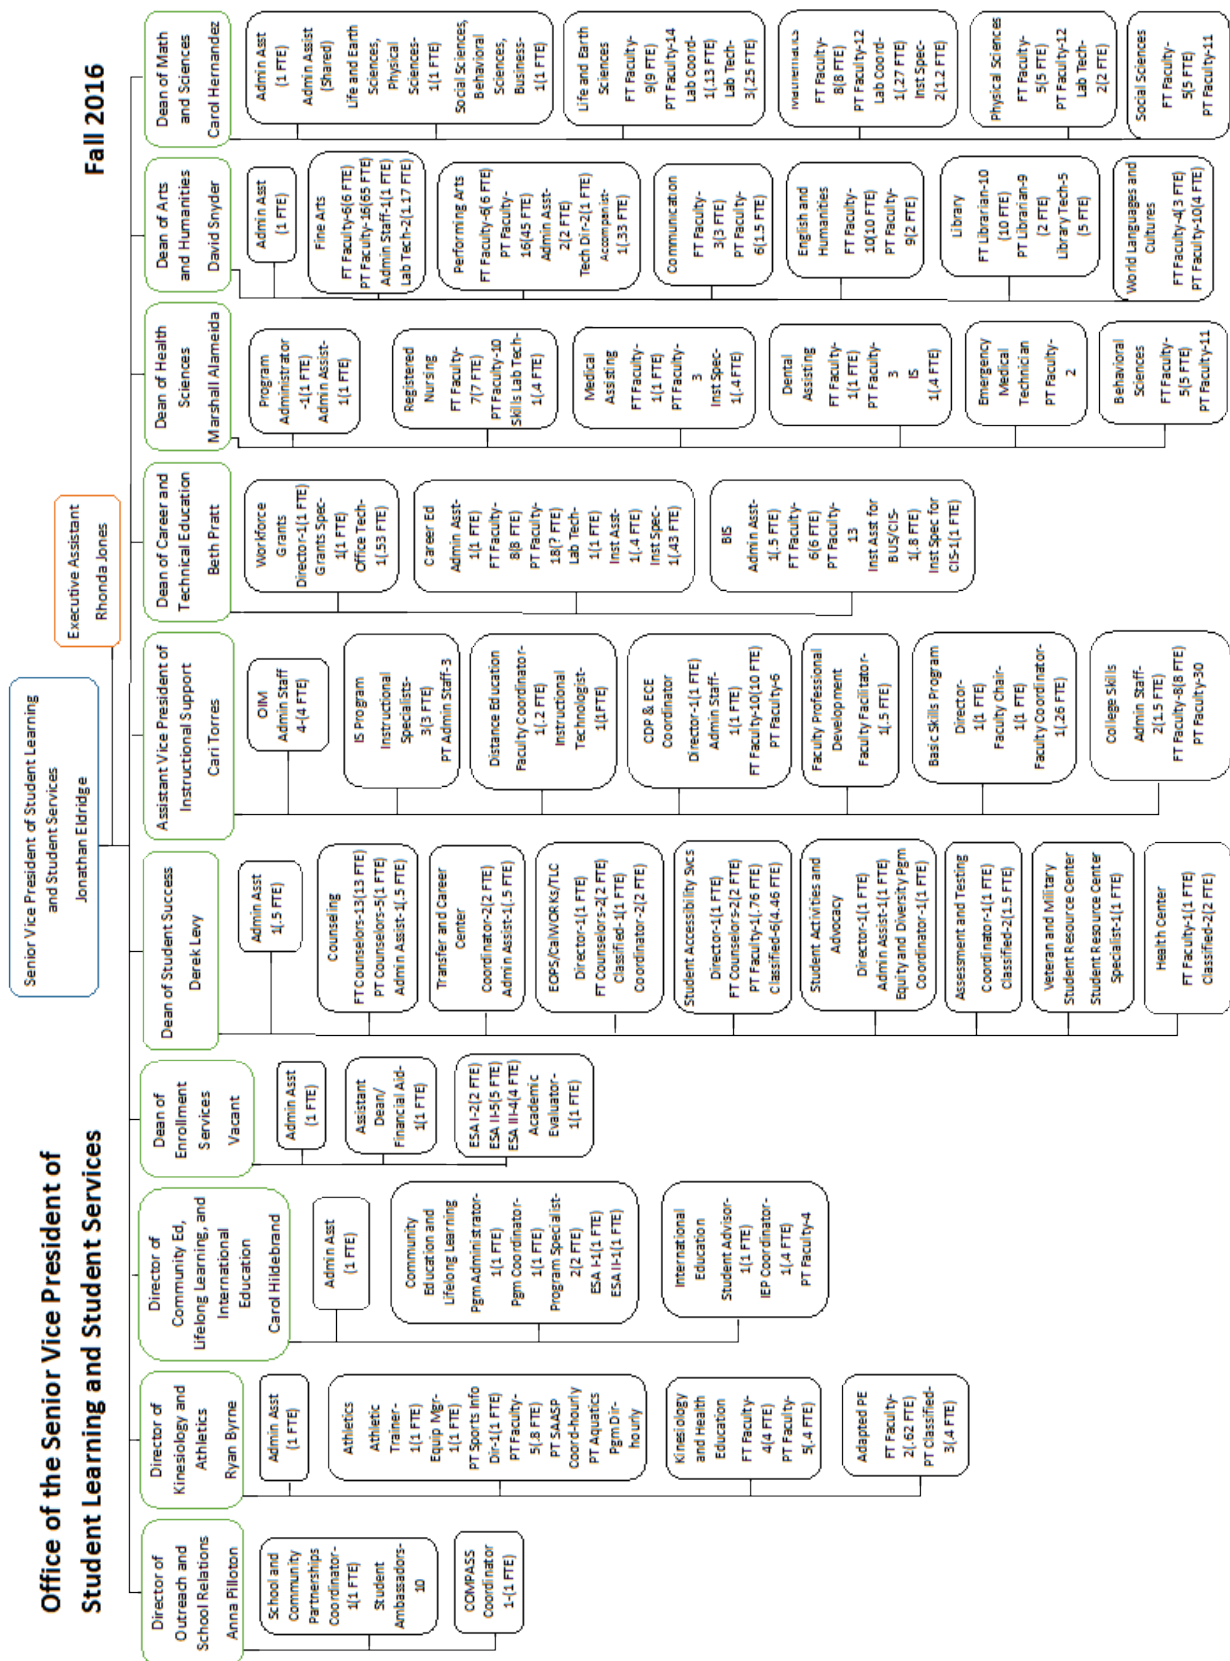 Office of the Senior Vice President of
Student Learning and Student Services
Fall 2016
Senior Vice President of Student Learning
and Student Services
Jonathan Eldridge
Executive Assistant
Rhonda Jones
Director of
Outreach and
School Relations
Anna Pilloton
School and
Community
Partnerships
Coordinator-
1(1 FTE)
Student
Ambassadors-
10
COMPASS
Coordinator
1-(1 FTE)
Director of
Kinesiology and
Athletics
Ryan Byrne
Admin Asst
(1 FTE)
Athletics
Athletic
Trainer-
1(1 FTE)
Equip Mgr-
1(1 FTE)
PT Sports Info
Dir-1(1 FTE)
PT Faculty-
5(.8 FTE)
PT SAASP
Coord-hourly
PT Aquatics
Pgm Dir-
hourly
Kinesiology
and Health
Education
FT Faculty-
4(4 FTE)
PT Faculty-
5(.4 FTE)
Adapted PE
FT Faculty-
2(.62 FTE)
PT Classified-
3(.4 FTE)
Director of
Community Ed,
Lifelong Learning, and
International
Education
Carol Hildebrand
Admin Asst
(1 FTE)
Community
Education and
Lifelong Learning
Pgm Administrator-
1(1 FTE)
Pgm Coordinator-
1(1 FTE)
Program Specialist-
2(2 FTE)
ESA I-1(1 FTE)
ESA II-1(1 FTE)
International
Education
Student Advisor-
1(1 FTE)
IEP Coordinator-
1(.4 FTE)
PT Faculty-4
Dean of
Enrollment
Services
Vacant
Admin Asst
(1 FTE)
Assistant
Dean/
Financial Aid-
1(1 FTE)
ESA I-2(2 FTE)
ESA II-5(5 FTE)
ESA III-4(4 FTE)
Academic
Evaluator-
1(1 FTE)
Dean of Student Success
Derek Levy
Admin Asst
1(.5 FTE)
Counseling
FT Counselors-13(13 FTE)
PT Counselors-5(1 FTE)
Admin Assist-1(.5 FTE)
Transfer and Career
Center
Coordinator-2(2 FTE)
Admin Assist-1(.5 FTE)
EOPS/CalWORKS/TLC
Director-1(1 FTE)
FT Counselors-2(2 FTE)
Classified-1(1 FTE)
Coordinator-2(2 FTE)
Student Accessibility Svcs
Director-1(1 FTE)
FT Counselors-2(2 FTE)
PT Faculty-1(.76 FTE)
Classified-6(4.46 FTE)
Student Activities and
Advocacy
Director-1(1 FTE)
Admin Assist-1(1 FTE)
Equity and Diversity Pgm
Coordinator-1(1 FTE)
Assessment and Testing
Coordinator-1(1 FTE)
Classified-2(1.5 FTE)
Veteran and Military
Student Resource Center
Student Resource Center
Specialist-1(1 FTE)
Health Center
FT Faculty-1(1 FTE)
Classified-2(2 FTE)
Assistant Vice President of
Instructional Support
Cari Torres
OIM
Admin Staff
4-(4 FTE)
IS Program
Instructional
Specialists-
3(3 FTE)
PT Admin Staff-3
Distance Education
Faculty Coordinator-
1(.2 FTE)
Instructional
Technologist-
1(1FTE)
CDP & ECE
Coordinator
Director-1(1 FTE)
Admin Staff-
1(1 FTE)
FT Faculty-10(10 FTE)
PT Faculty-6
Faculty Professional
Development
Faculty Facilitator-
1(.5 FTE)
Basic Skills Program
Director-
1(1 FTE)
Faculty Chair-
1(1 FTE)
Faculty Coordinator-
1(.26 FTE)
College Skills
Admin Staff-
2(1.5 FTE)
FT Faculty-8(8 FTE)
PT Faculty-30
Dean of Career and
Technical Education
Beth Pratt
Workforce
Grants
Director-1(1 FTE)
Grants Spec-
1(1 FTE)
Office Tech-
1(.53 FTE)
Career Ed
Admin Asst-
1(1 FTE)
FT Faculty-
8(8 FTE)
PT Faculty-
18(? FTE)
Lab Tech-
1(1 FTE)
Inst Asst-
1(.4 FTE)
Inst Spec-
1(.43 FTE)
BIS
Admin Asst-
1(.5 FTE)
FT Faculty-
6(6 FTE)
PT Faculty-
13
Inst Asst for
BUS/CIS-
1(.8 FTE)
Inst Spec for
CIS-1(1 FTE)
Dean of Health
Sciences
Marshall Alameida
Program
Administrator
-1(1 FTE)
Admin Assist-
1(1 FTE)
Registered
Nursing
FT Faculty-
7(7 FTE)
PT Faculty-10
Skills Lab Tech-
1(.4 FTE)
Medical
Assisting
FT Faculty-
1(1 FTE)
PT Faculty-
3
Inst Spec-
1(.4 FTE)
Dental
Assisting
FT Faculty-
1(1 FTE)
PT Faculty-
3
IS
1(.4 FTE)
Emergency
Medical
Technician
PT Faculty-
2
Behavioral
Sciences
FT Faculty-
5(5 FTE)
PT Faculty-11
Dean of Arts
and Humanities
David Snyder
Admin Asst
(1 FTE)
Fine Arts
FT Faculty-6(6 FTE)
PT Faculty-16(65 FTE)
Admin Staff-1(1 FTE)
Lab Tech-2(1.17 FTE)
Performing Arts
FT Faculty-6(6 FTE)
PT Faculty-
16(45 FTE)
Admin Asst-
2(2 FTE)
Tech Dir-2(1 FTE)
Accompanist-
1(.33 FTE)
Communication
FT Faculty-
3(3 FTE)
PT Faculty-
6(1.5 FTE)
English and
Humanities
FT Faculty-
10(10 FTE)
PT Faculty-
9(2 FTE)
Library
FT Librarian-10
(10 FTE)
PT Librarian-9
(2 FTE)
Library Tech-5
(5 FTE)
World Languages and
Cultures
FT Faculty-4(3 FTE)
PT Faculty-10(4 FTE)
Dean of Math
and Sciences
Carol Hernandez
Admin Asst
(1 FTE)
Admin Assist
(Shared)
Life and Earth
Sciences,
Physical
Sciences-
1(1 FTE)
Social Sciences,
Behavioral
Sciences,
Business-
1(1 FTE)
Life and Earth
Sciences
FT Faculty-
9(9 FTE)
PT Faculty-14
Lab Coord-
1(.13 FTE)
Lab Tech-
3(.25 FTE)
Mathematics
FT Faculty-
8(8 FTE)
PT Faculty-12
Lab Coord-
1(.27 FTE)
Inst Spec-
2(1.2 FTE)
Physical Sciences
FT Faculty-
5(5 FTE)
PT Faculty-12
Lab Tech-
2(2 FTE)
Social Sciences
FT Faculty-
5(5 FTE)
PT Faculty-11